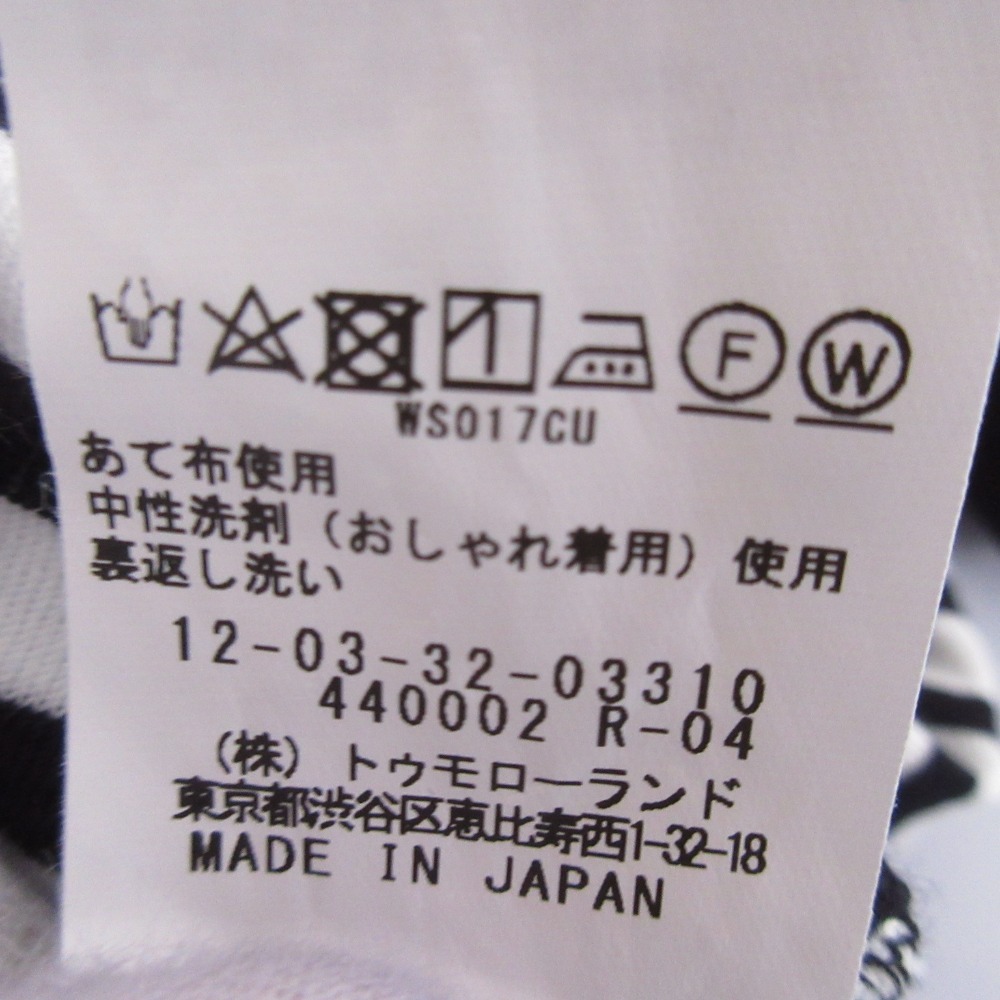 F W
WS017CU
あて布使用
中性洗剤（おしゃれ着用）使用
裏返し洗い
12-03-32-03310
440002 R-04
（株）トゥモローランド
東京都渋谷区恵比寿西1-32-18
MADE IN JAPAN